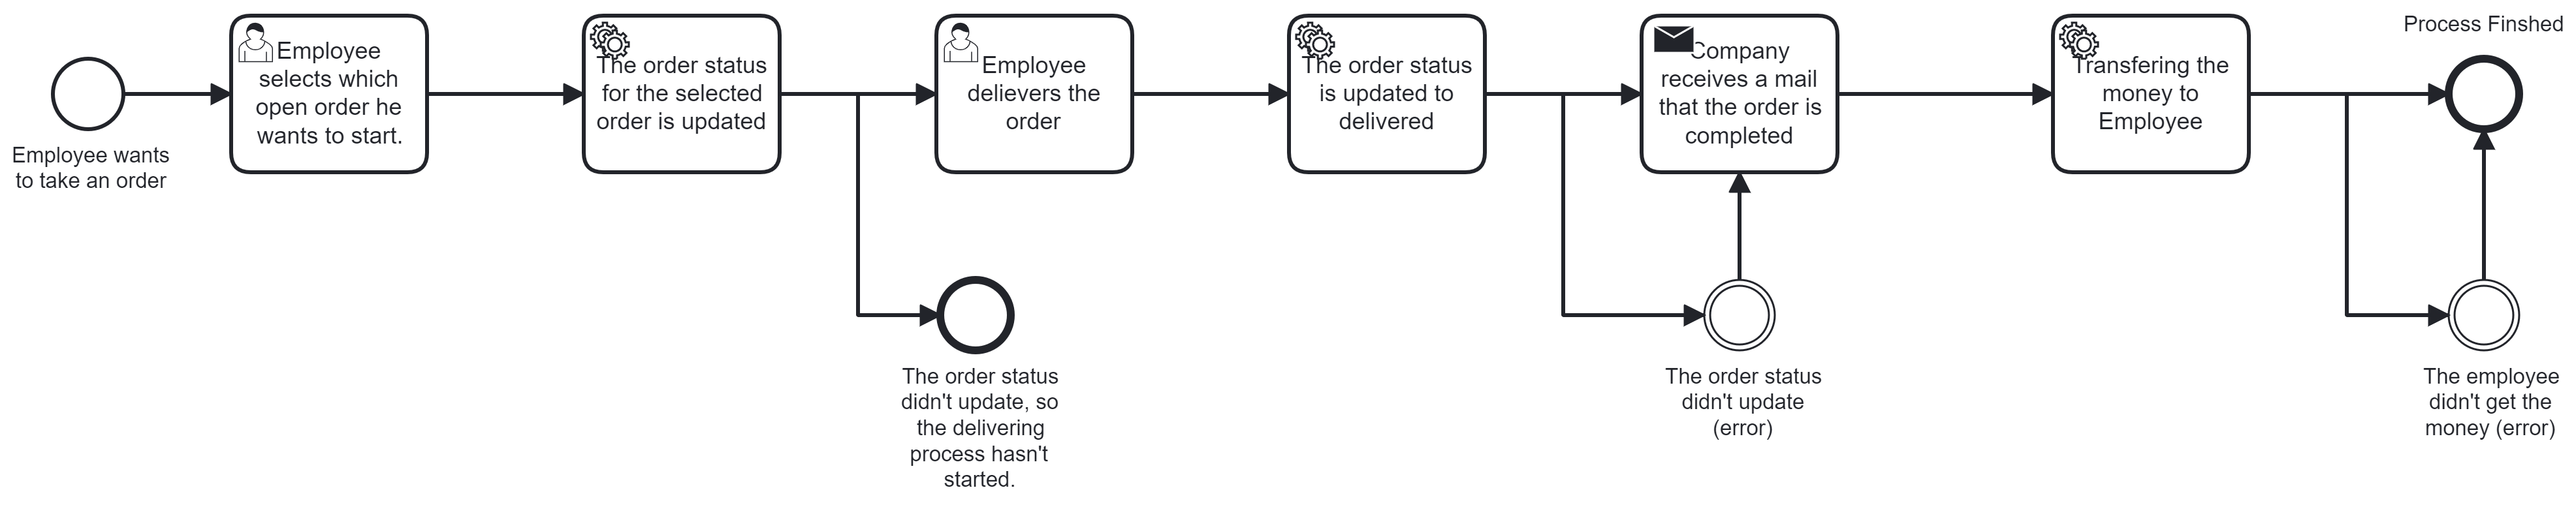 Employee wants
to take an order
Employee
selects which
open order he
wants to start.
The order status
for the selected
order is updated
The order status
didn't update, so
the delivering
process hasn't
started.
Employee
delievers the
order
The order status
is updated to
delivered
Company
receives a mail
that the order is
completed
The order status
didn't update
(error)
Transfering the
money to
Employee
Process Finshed
The employee
didn't get the
money (error)